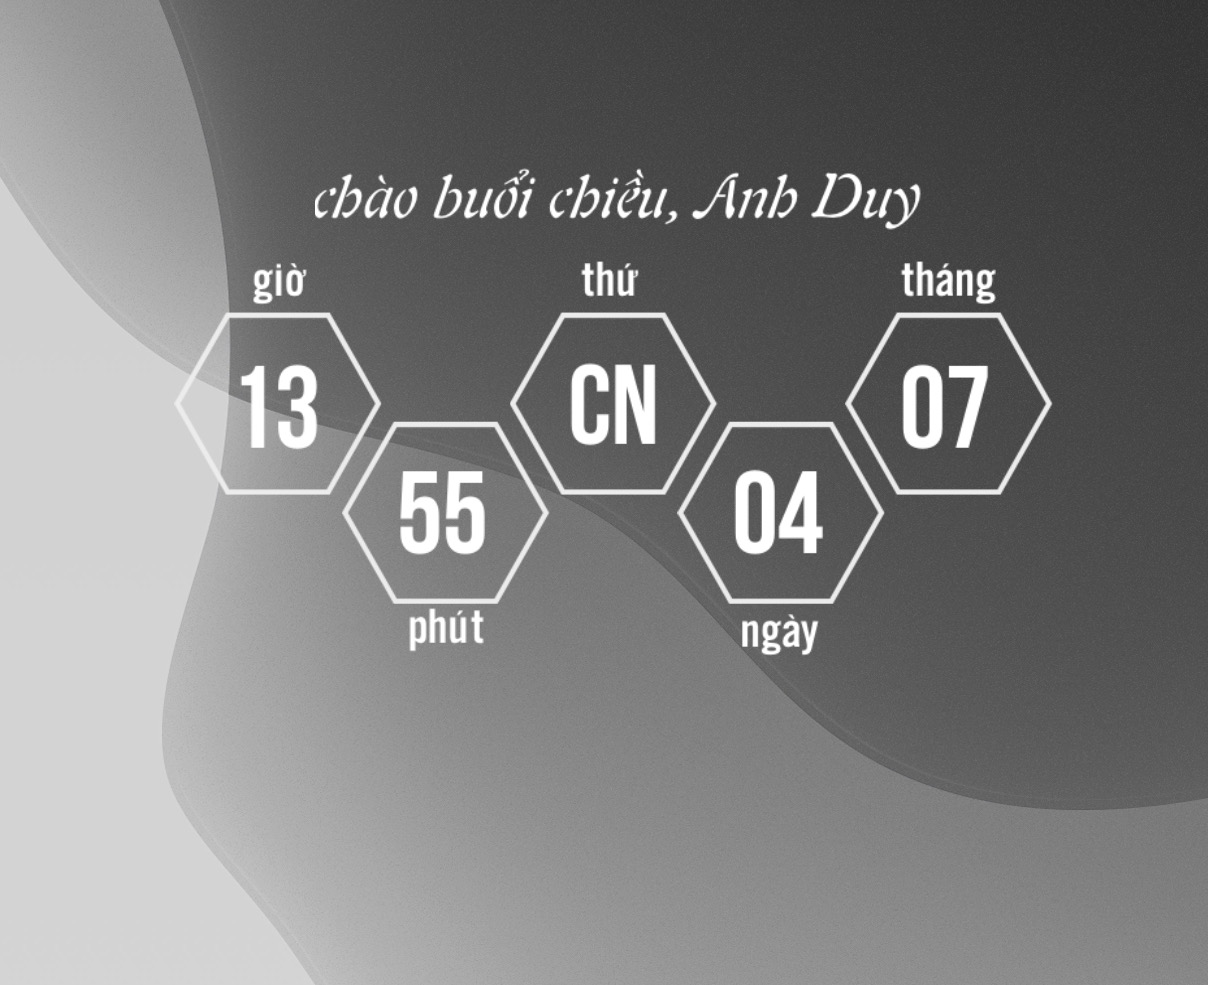 chào buổi chiều, Anh Duy
giờ thứ tháng
13 CN 07
55 04
phút ngày